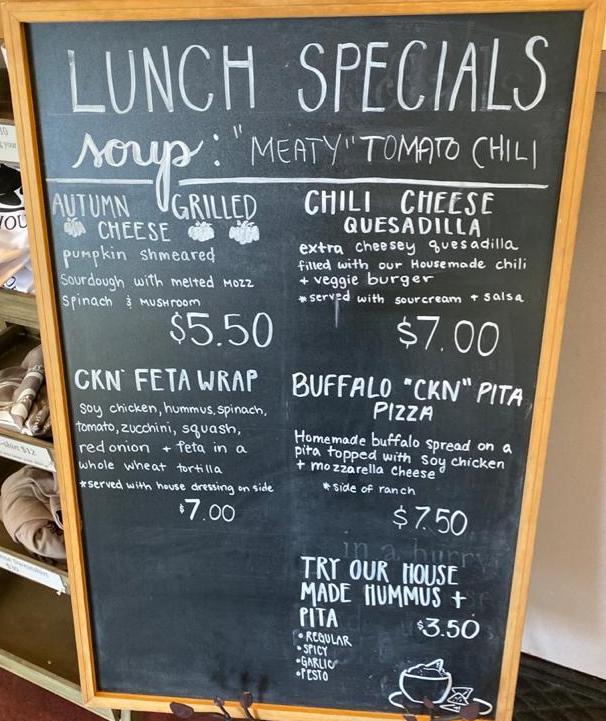 LUNCH SPECIALS
soup: "MEATY" TOMATO CHILI
AUTUMN GRILLED
CHEESE
pumpkin shmeared
Sourdough with melted MOZZ
Spinach & MUSHROOM
$5.50
CHILI CHEESE
QUESADILLA
extra cheesey quesadilla
filled with our Housemade chili
+ veggie burger
*served with sourcream + salsa
$7.00
CKN' FETA WRAP
Soy chicken, hummus, spinach,
tomato, zucchini, squash,
red onion + feta in a
whole wheat tortilla
*served with house dressing on side
$7.00
BUFFALO "CKN" PITA
PIZZA
Homemade buffalo spread on a
pita topped with Soy chicken
+ mozzarella cheese
*side of ranch
$7.50
in a hurry
TRY OUR HOUSE
MADE HUMMUS +
PITA
$3.50
•REGULAR
•SPICY
•GARLIC
•PESTO